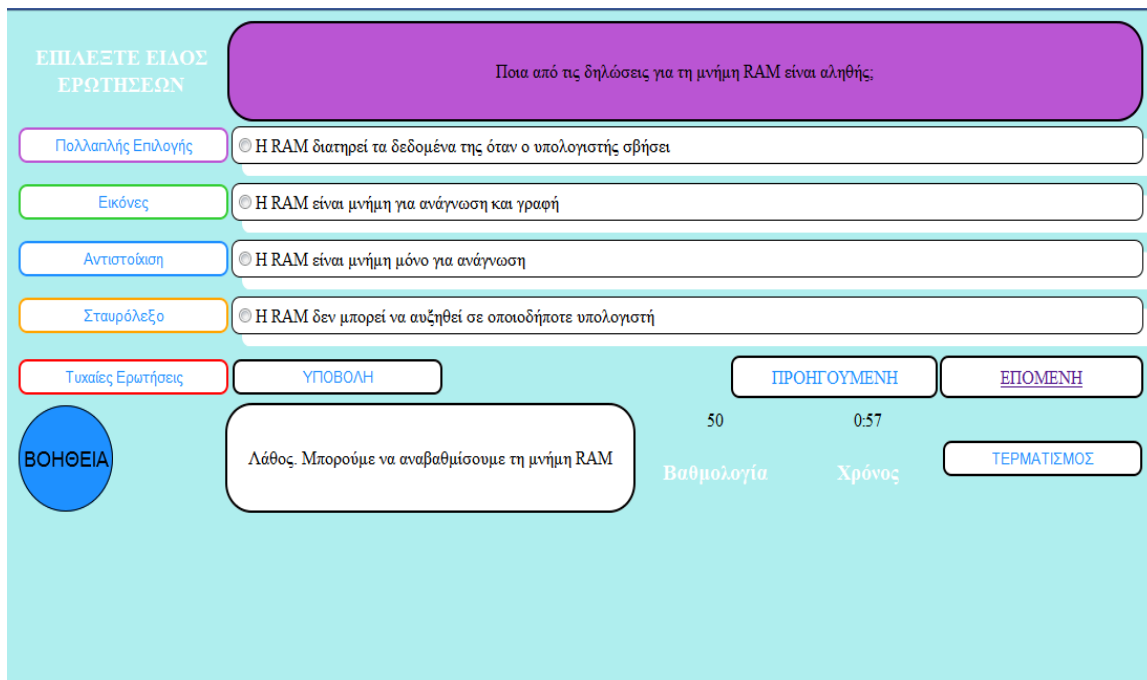 ΕΠΙΛΕΞΤΕ ΕΙΔΟΣ
ΕΡΩΤΗΣΕΩΝ
Ποια από τις δηλώσεις για τη μνήμη RAM είναι αληθής;
Πολλαπλής Επιλογής
Η RAM διατηρεί τα δεδομένα της όταν ο υπολογιστής σβήσει
Εικόνες
Η RAM είναι μνήμη για ανάγνωση και γραφή
Αντιστοίχιση
Η RAM είναι μνήμη μόνο για ανάγνωση
Σταυρόλεξο
Η RAM δεν μπορεί να αυξηθεί σε οποιοδήποτε υπολογιστή
Τυχαίες Ερωτήσεις
ΥΠΟΒΟΛΗ
ΠΡΟΗΓΟΥΜΕΝΗ
ΕΠΟΜΕΝΗ
ΒΟΗΘΕΙΑ
Λάθος. Μπορούμε να αναβαθμίσουμε τη μνήμη RAM
50
0:57
Βαθμολογία
Χρόνος
ΤΕΡΜΑΤΙΣΜΟΣ